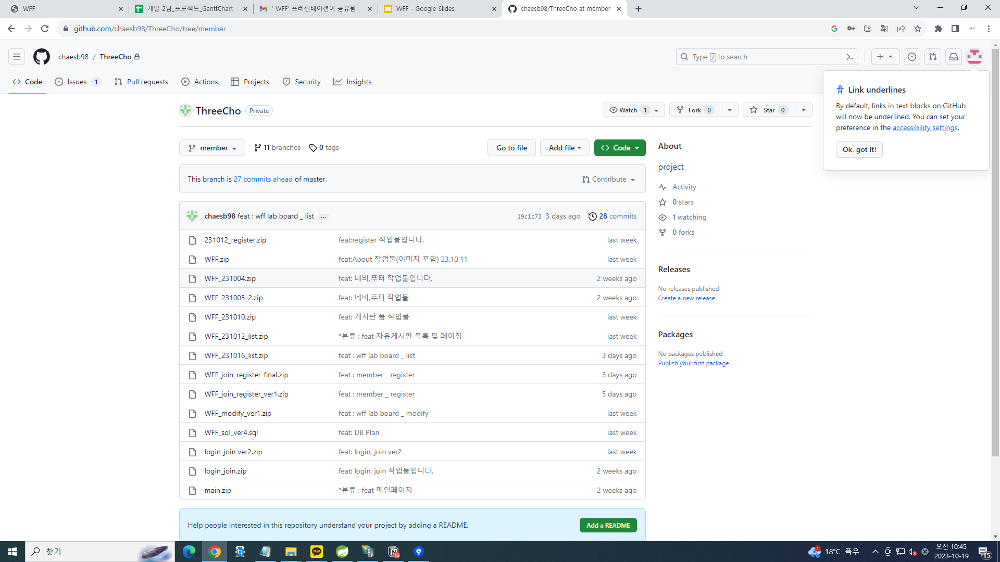 WFF
개발 2팀_프로젝트_GanttChart
' WFF' 프레젠테이션이 공유됨 -
WFF - Google Slides
chaesb98/ThreeCho at member
github.com/chaesb98/ThreeCho/tree/member
chaesb98 / ThreeCho
Type / to search
Code
Issues 1
Pull requests
Actions
Projects
Security
Insights
Link underlines
By default, links in text blocks on GitHub
will now be underlined. You can set your
preference in the accessibility settings.
Ok, got it!
ThreeCho Private
Watch 1
Fork 0
Star 0
member
11 branches
0 tags
Go to file
Add file
Code
This branch is 27 commits ahead of master.
Contribute
chaesb98 feat : wff lab board _ list ...
19c1c72 3 days ago
28 commits
231012_register.zip feat:register 작업물입니다. last week
WFF.zip feat:About 작업물(이미지 포함) 23.10.11 last week
WFF_231004.zip feat: 네비,푸터 작업물입니다. 2 weeks ago
WFF_231005_2.zip feat: 네비,푸터 작업물 2 weeks ago
WFF_231010.zip feat: 게시판 폼 작업물 last week
WFF_231012_list.zip *분류 : feat 자유게시판 목록 및 페이징 last week
WFF_231016_list.zip feat : wff lab board _ list 3 days ago
WFF_join_register_final.zip feat : member _ register 3 days ago
WFF_join_register_ver1.zip feat : member _ register 5 days ago
WFF_modify_ver1.zip feat : wff lab board _ modify last week
WFF_sql_ver4.sql feat: DB Plan last week
login_join ver2.zip feat: login, join ver2 last week
login_join.zip feat: login, join 작업물입니다. 2 weeks ago
main.zip *분류 : feat 메인페이지 2 weeks ago
Help people interested in this repository understand your project by adding a README.
Add a README
About
project
Activity
0 stars
1 watching
0 forks
Releases
No releases published
Create a new release
Packages
No packages published
Publish your first package
찾기
TALK
15
1
18°C 폭우
오전 10:45
2023-10-19
15